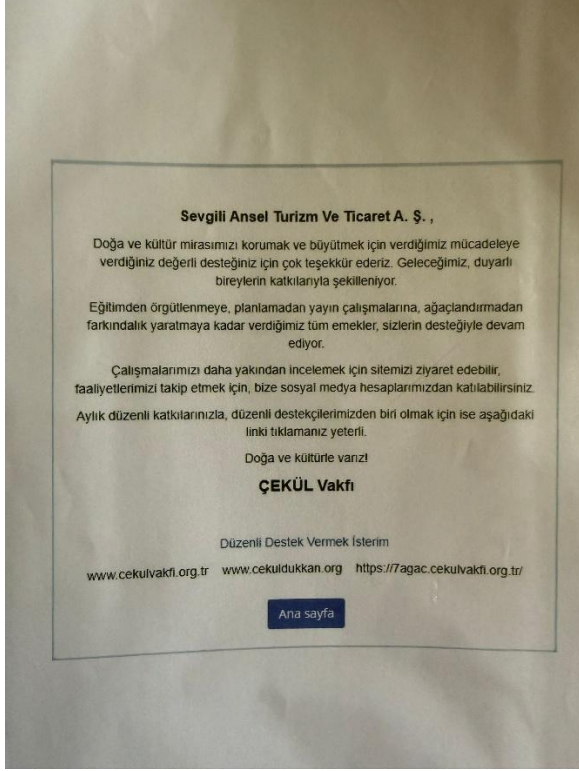 Sevgili Ansel Turizm Ve Ticaret A. Ş. ,
Doğa ve kültür mirasımızı korumak ve büyütmek için verdiğimiz mücadeleye
verdiğiniz değerli desteğiniz için çok teşekkür ederiz. Geleceğimiz, duyarlı
bireylerin katkılarıyla şekilleniyor.
Eğitimden örgütlenmeye, planlamadan yayın çalışmalarına, ağaçlandırmadan
farkındalık yaratmaya kadar verdiğimiz tüm emekler, sizlerin desteğiyle devam
ediyor.
Çalışmalarımızı daha yakından incelemek için sitemizi ziyaret edebilir,
faaliyetlerimizi takip etmek için, bize sosyal medya hesaplarımızdan katılabilirsiniz.
Aylık düzenli katkılarınızla, düzenli destekçilerimizden biri olmak için ise aşağıdaki
linki tıklamanız yeterli.
Doğa ve kültürle varız!
ÇEKÜL Vakfı
Düzenli Destek Vermek İsterim
www.cekulvakfi.org.tr www.cekuldukkan.org https://7agac.cekulvakfi.org.tr/
Ana sayfa